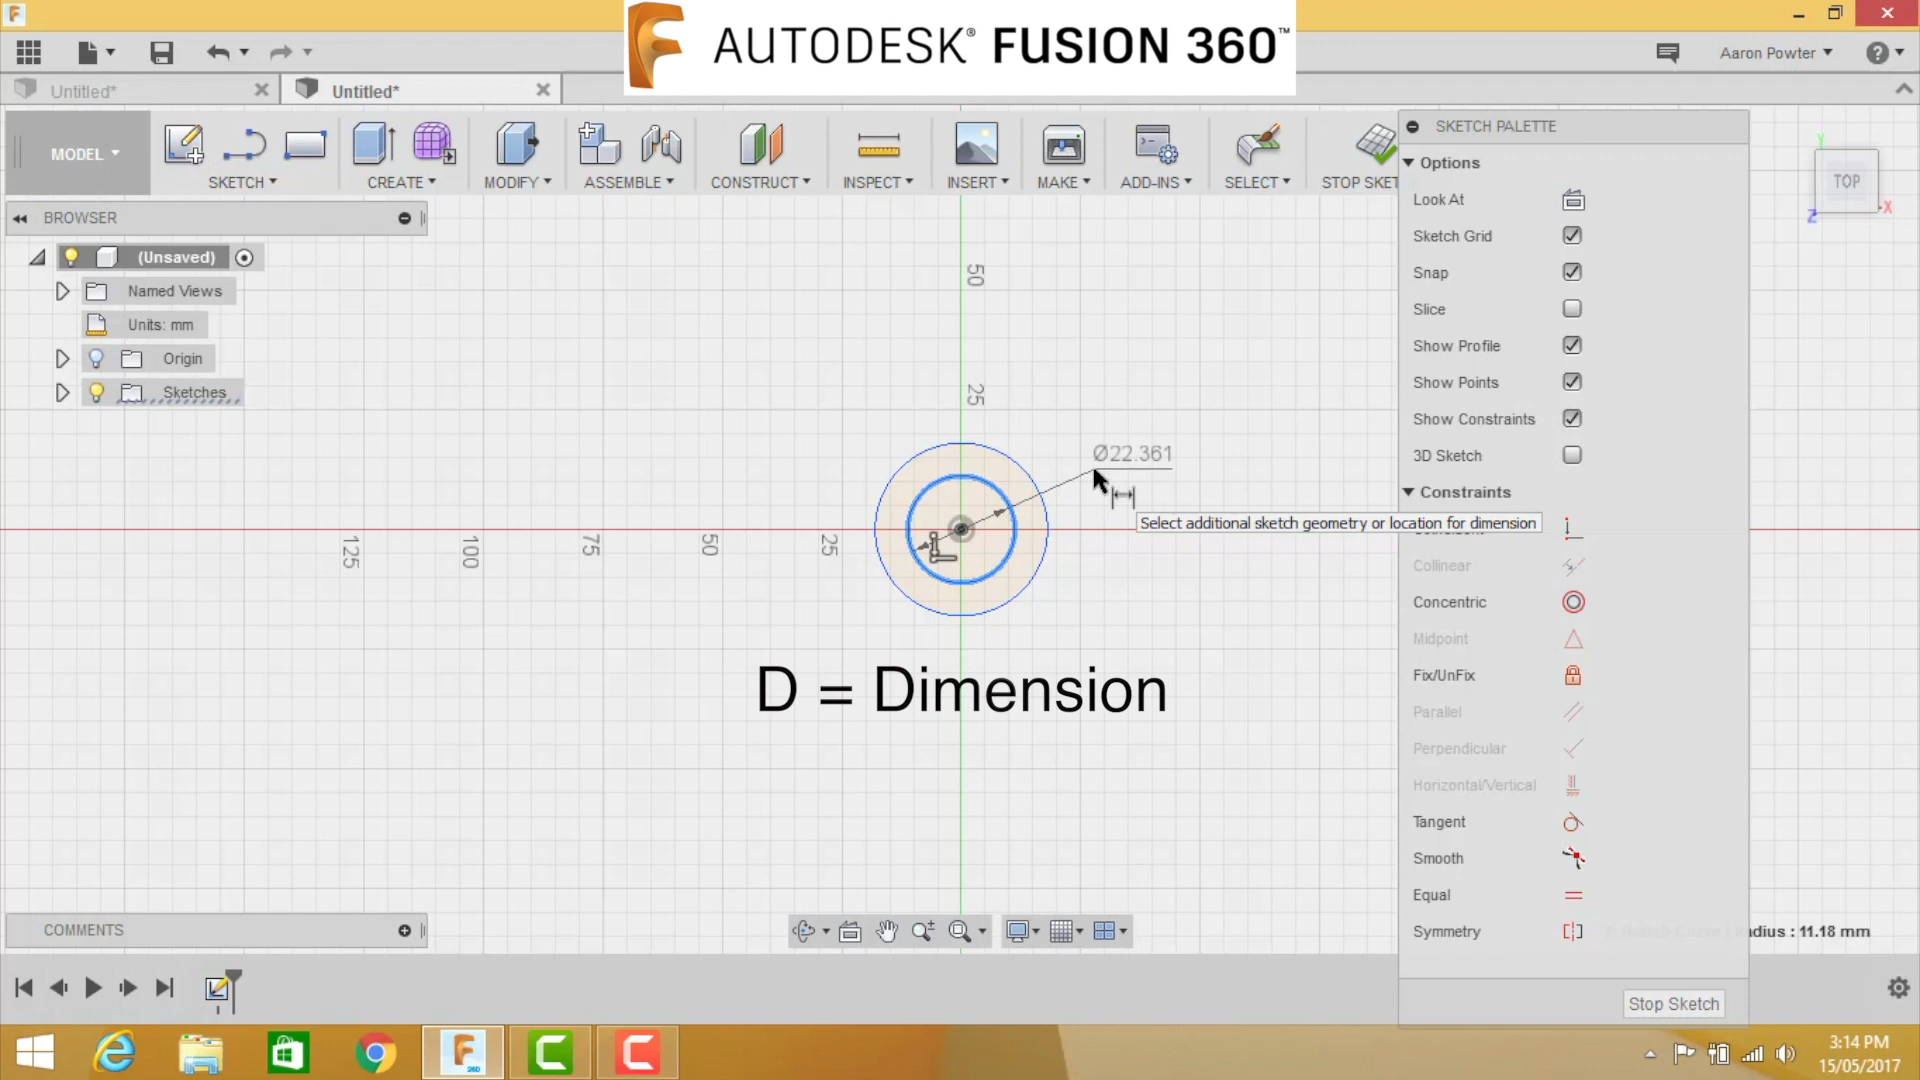 AUTODESK® FUSION 360™
Aaron Powter
Untitled*
Untitled*
MODEL
SKETCH
CREATE
MODIFY
ASSEMBLE
CONSTRUCT
INSPECT
INSERT
MAKE
ADD-INS
SELECT
STOP SKET
BROWSER
(Unsaved)
Named Views
Units: mm
Origin
Sketches
50
25
125
100
75
50
25
Ø22.361
Select additional sketch geometry or location for dimension
D = Dimension
SKETCH PALETTE
Options
Look At
Sketch Grid
Snap
Slice
Show Profile
Show Points
Show Constraints
3D Sketch
Constraints
Collinear
Concentric
Midpoint
Fix/UnFix
Parallel
Perpendicular
Horizontal/Vertical
Tangent
Smooth
Equal
Symmetry
Stop Sketch
TOP
Y
X
Z
dius : 11.18 mm
COMMENTS
3:14 PM
15/05/2017